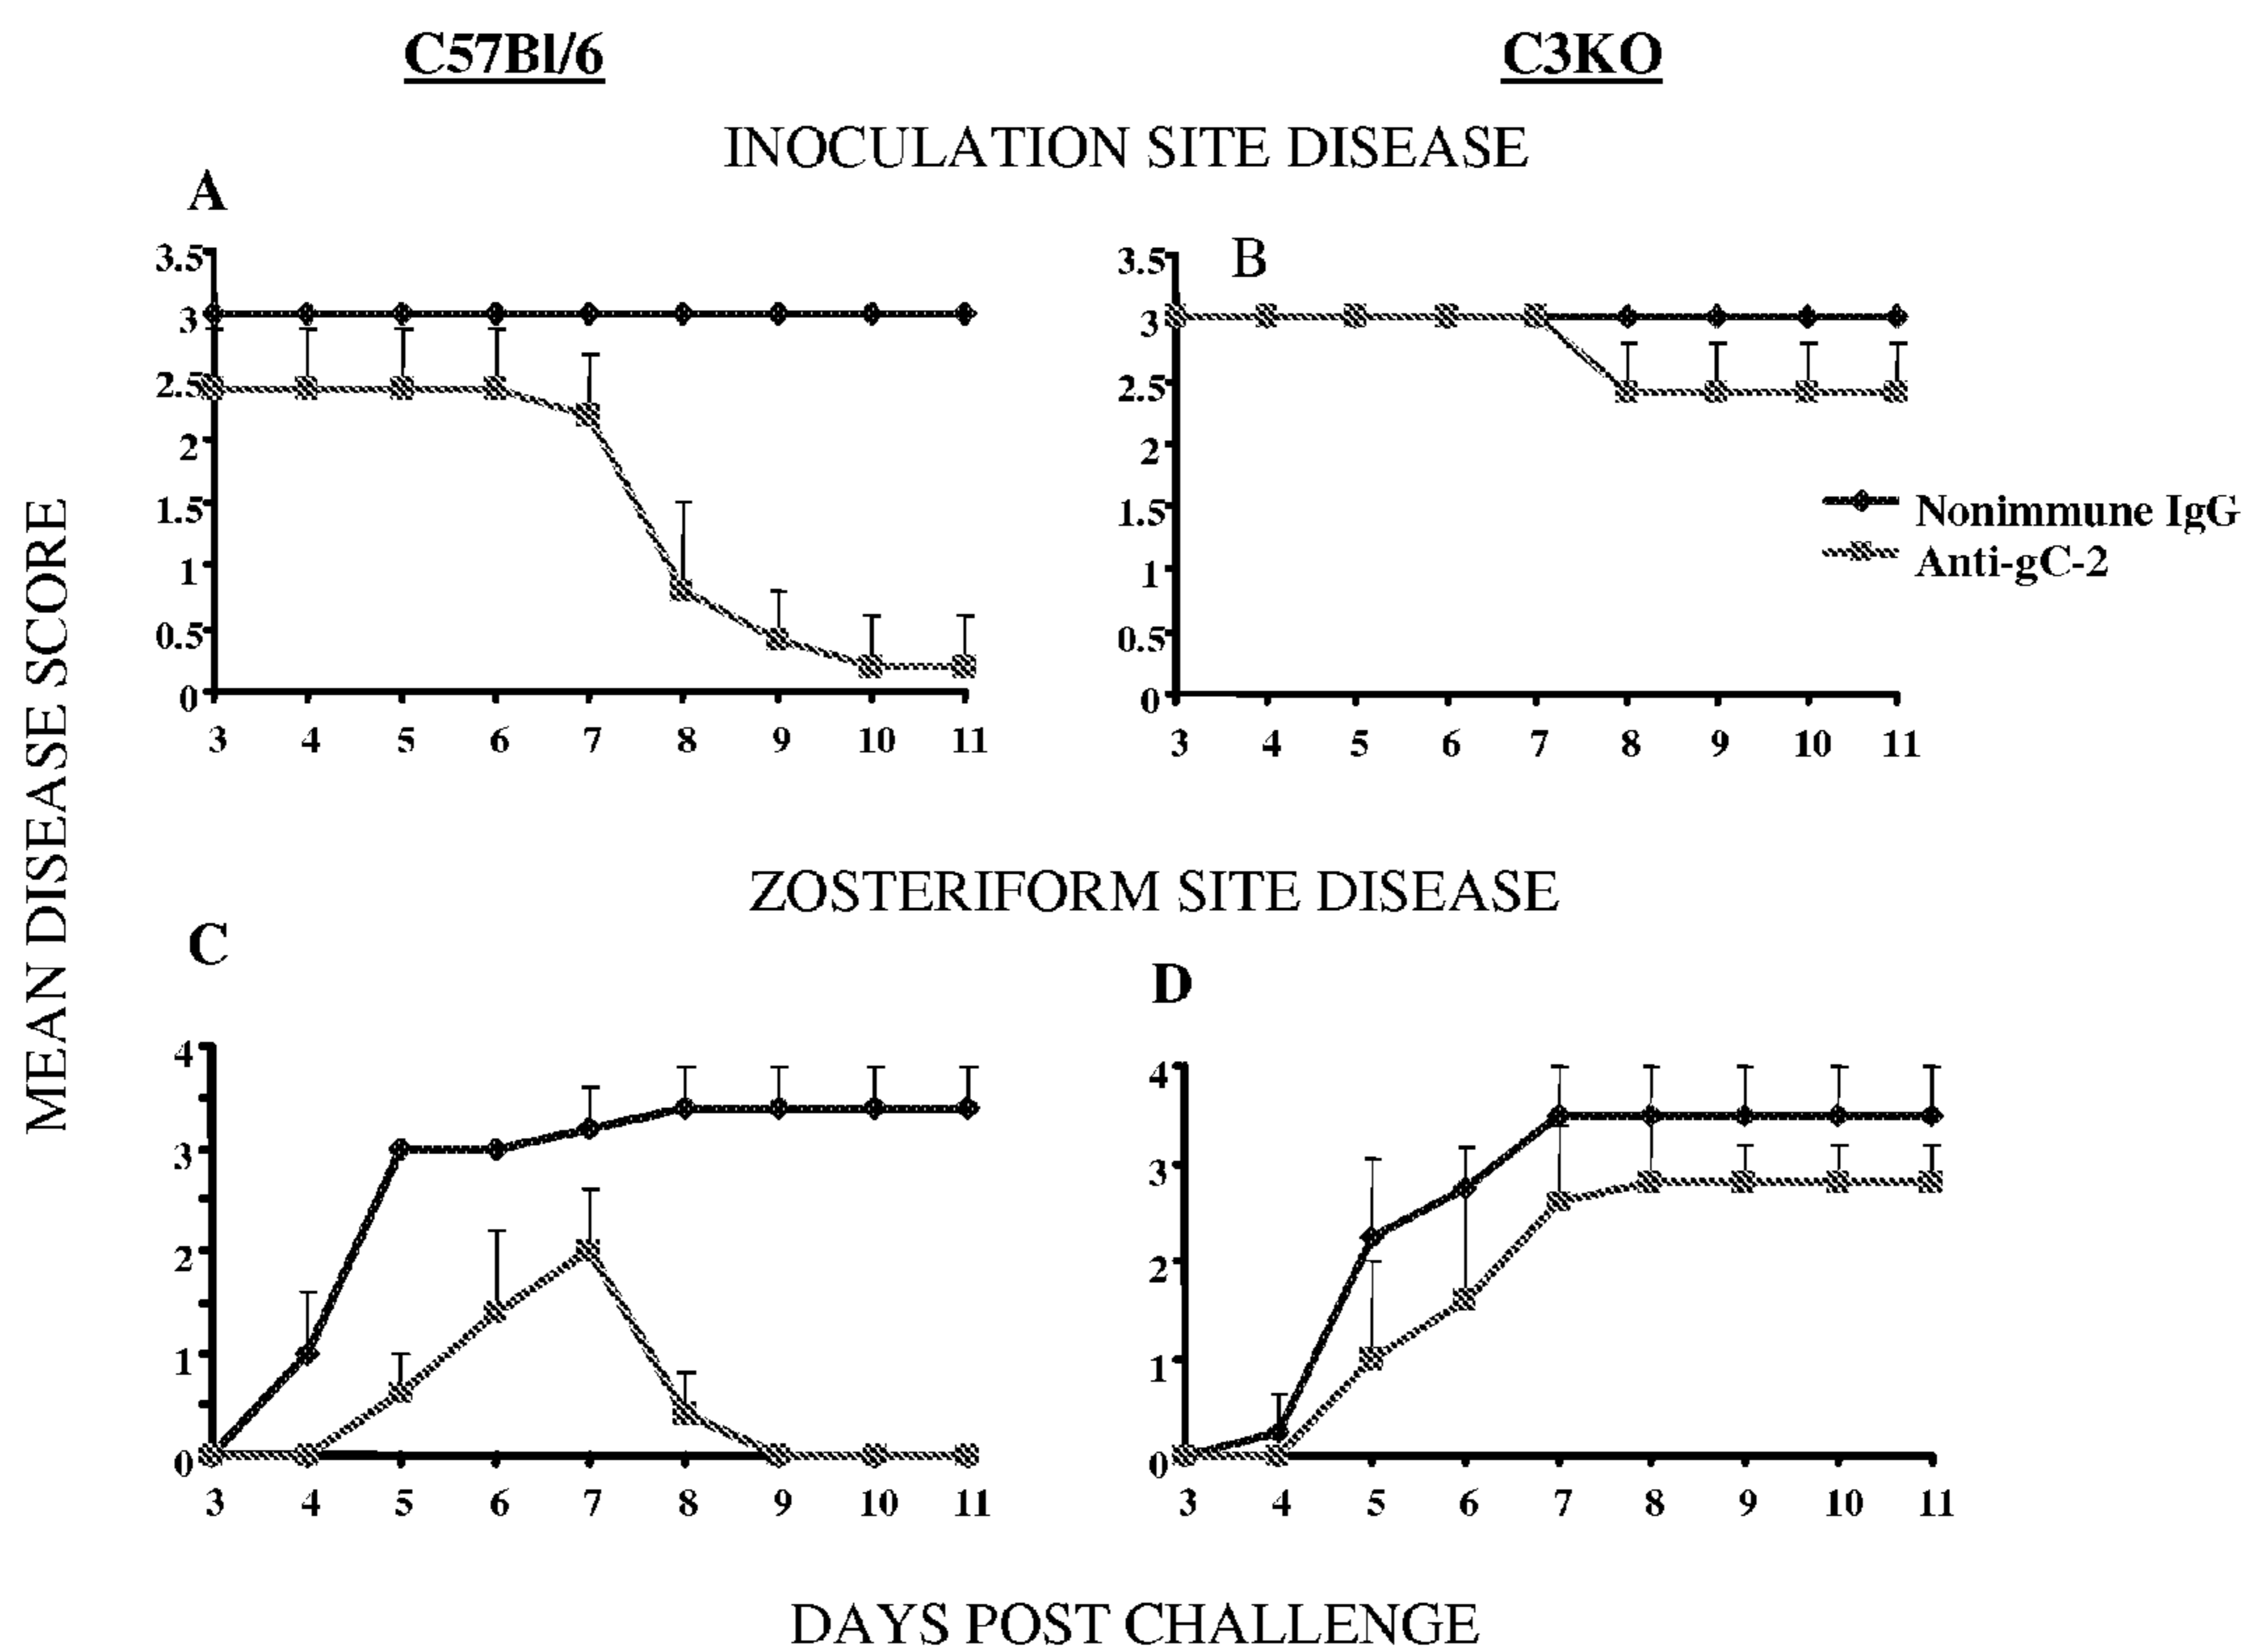 C57Bl/6 C3KO
INOCULATION SITE DISEASE
A
3.5
3
2.5
2
1.5
1
0.5
0
3 4 5 6 7 8 9 10 11
B
3.5
3
2.5
2
1.5
1
0.5
0
3 4 5 6 7 8 9 10 11
Nonimmune IgG
Anti-gC-2
MEAN DISEASE SCORE
ZOSTERIFORM SITE DISEASE
C
4
3
2
1
0
3 4 5 6 7 8 9 10 11
D
4
3
2
1
0
3 4 5 6 7 8 9 10 11
DAYS POST CHALLENGE